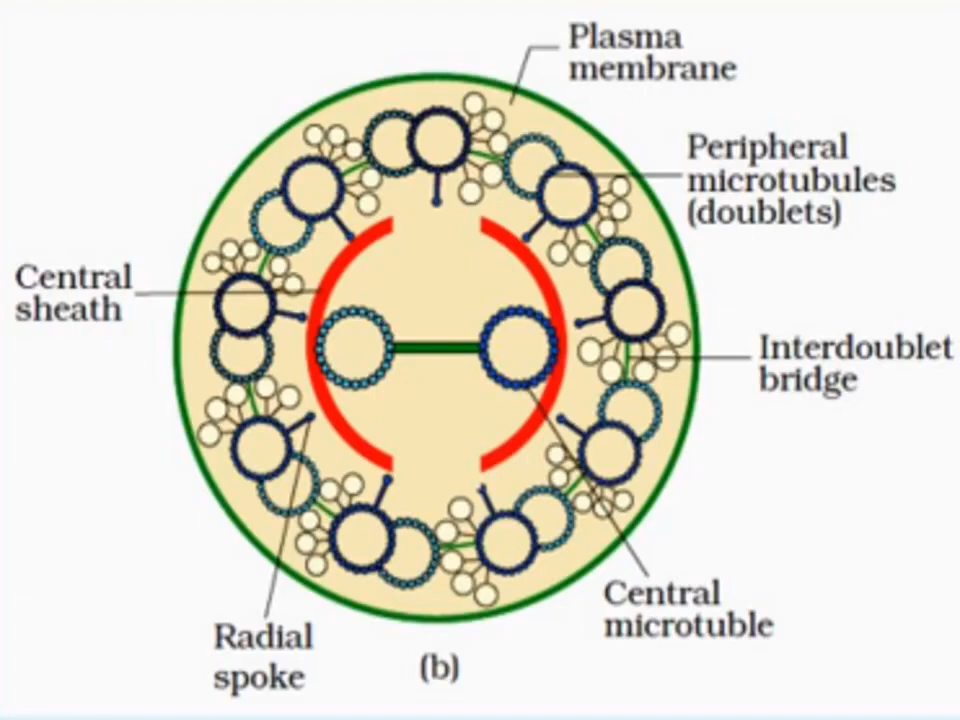 Plasma
membrane
Peripheral
microtubules
(doublets)
Central
sheath
Interdoublet
bridge
Central
microtuble
Radial
spoke
(b)